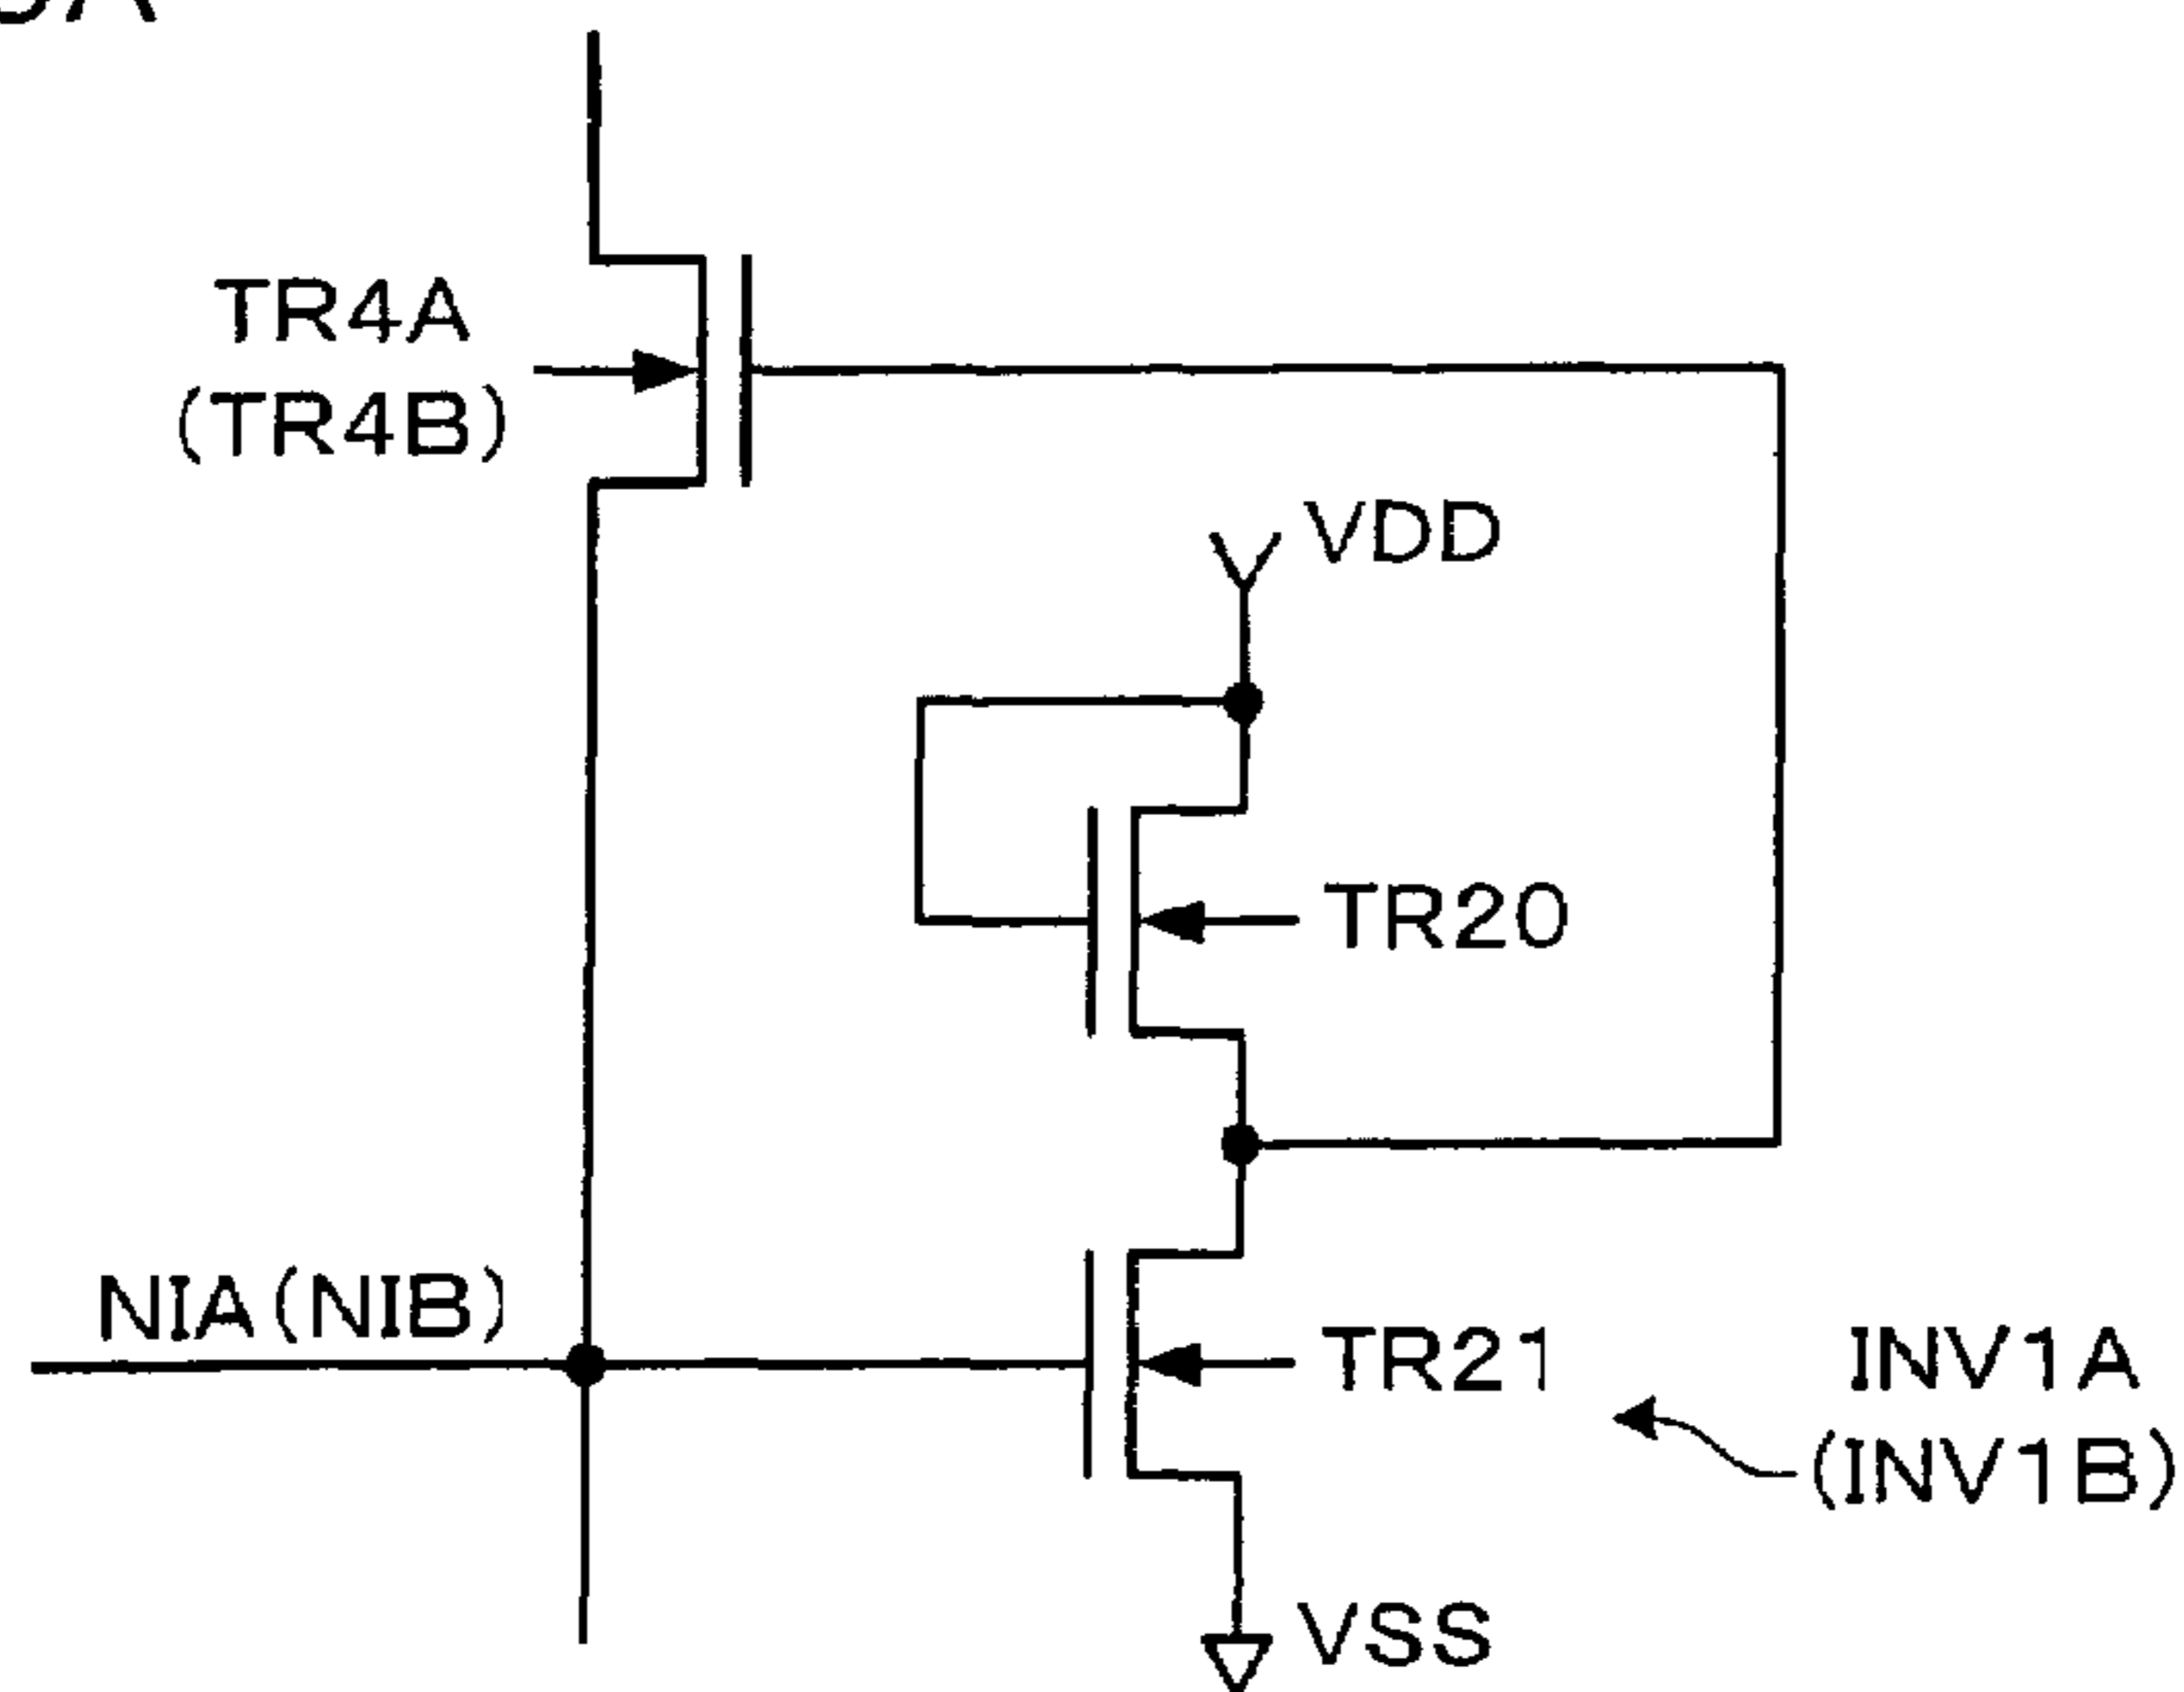 TR4A
(TR4B)
VDD
TR20
NIA(NIB)
TR21
INV1A
(INV1B)
VSS